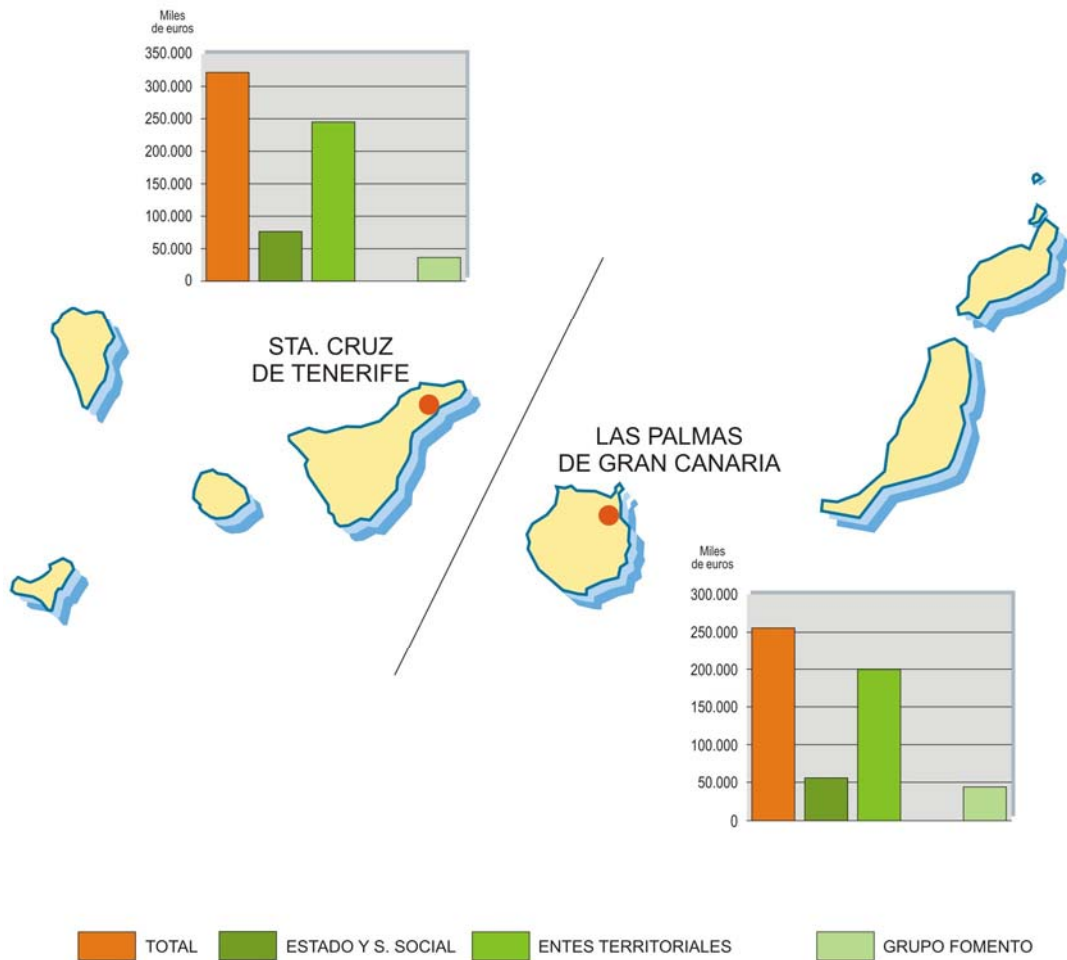 Miles
de euros
350.000
300.000
250.000
200.000
150.000
100.000
50.000
0
STA. CRUZ
DE TENERIFE
LAS PALMAS
DE GRAN CANARIA
Miles
de euros
300.000
250.000
200.000
150.000
100.000
50.000
0
TOTAL ESTADO Y S. SOCIAL ENTES TERRITORIALES GRUPO FOMENTO